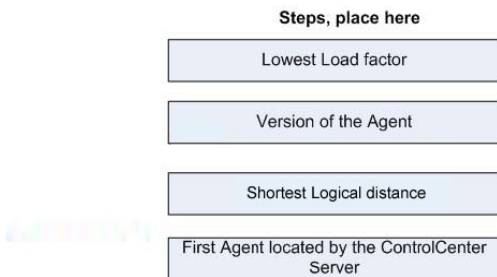 Steps, place here
Lowest Load factor
Version of the Agent
Shortest Logical distance
First Agent located by the ControlCenter
Server